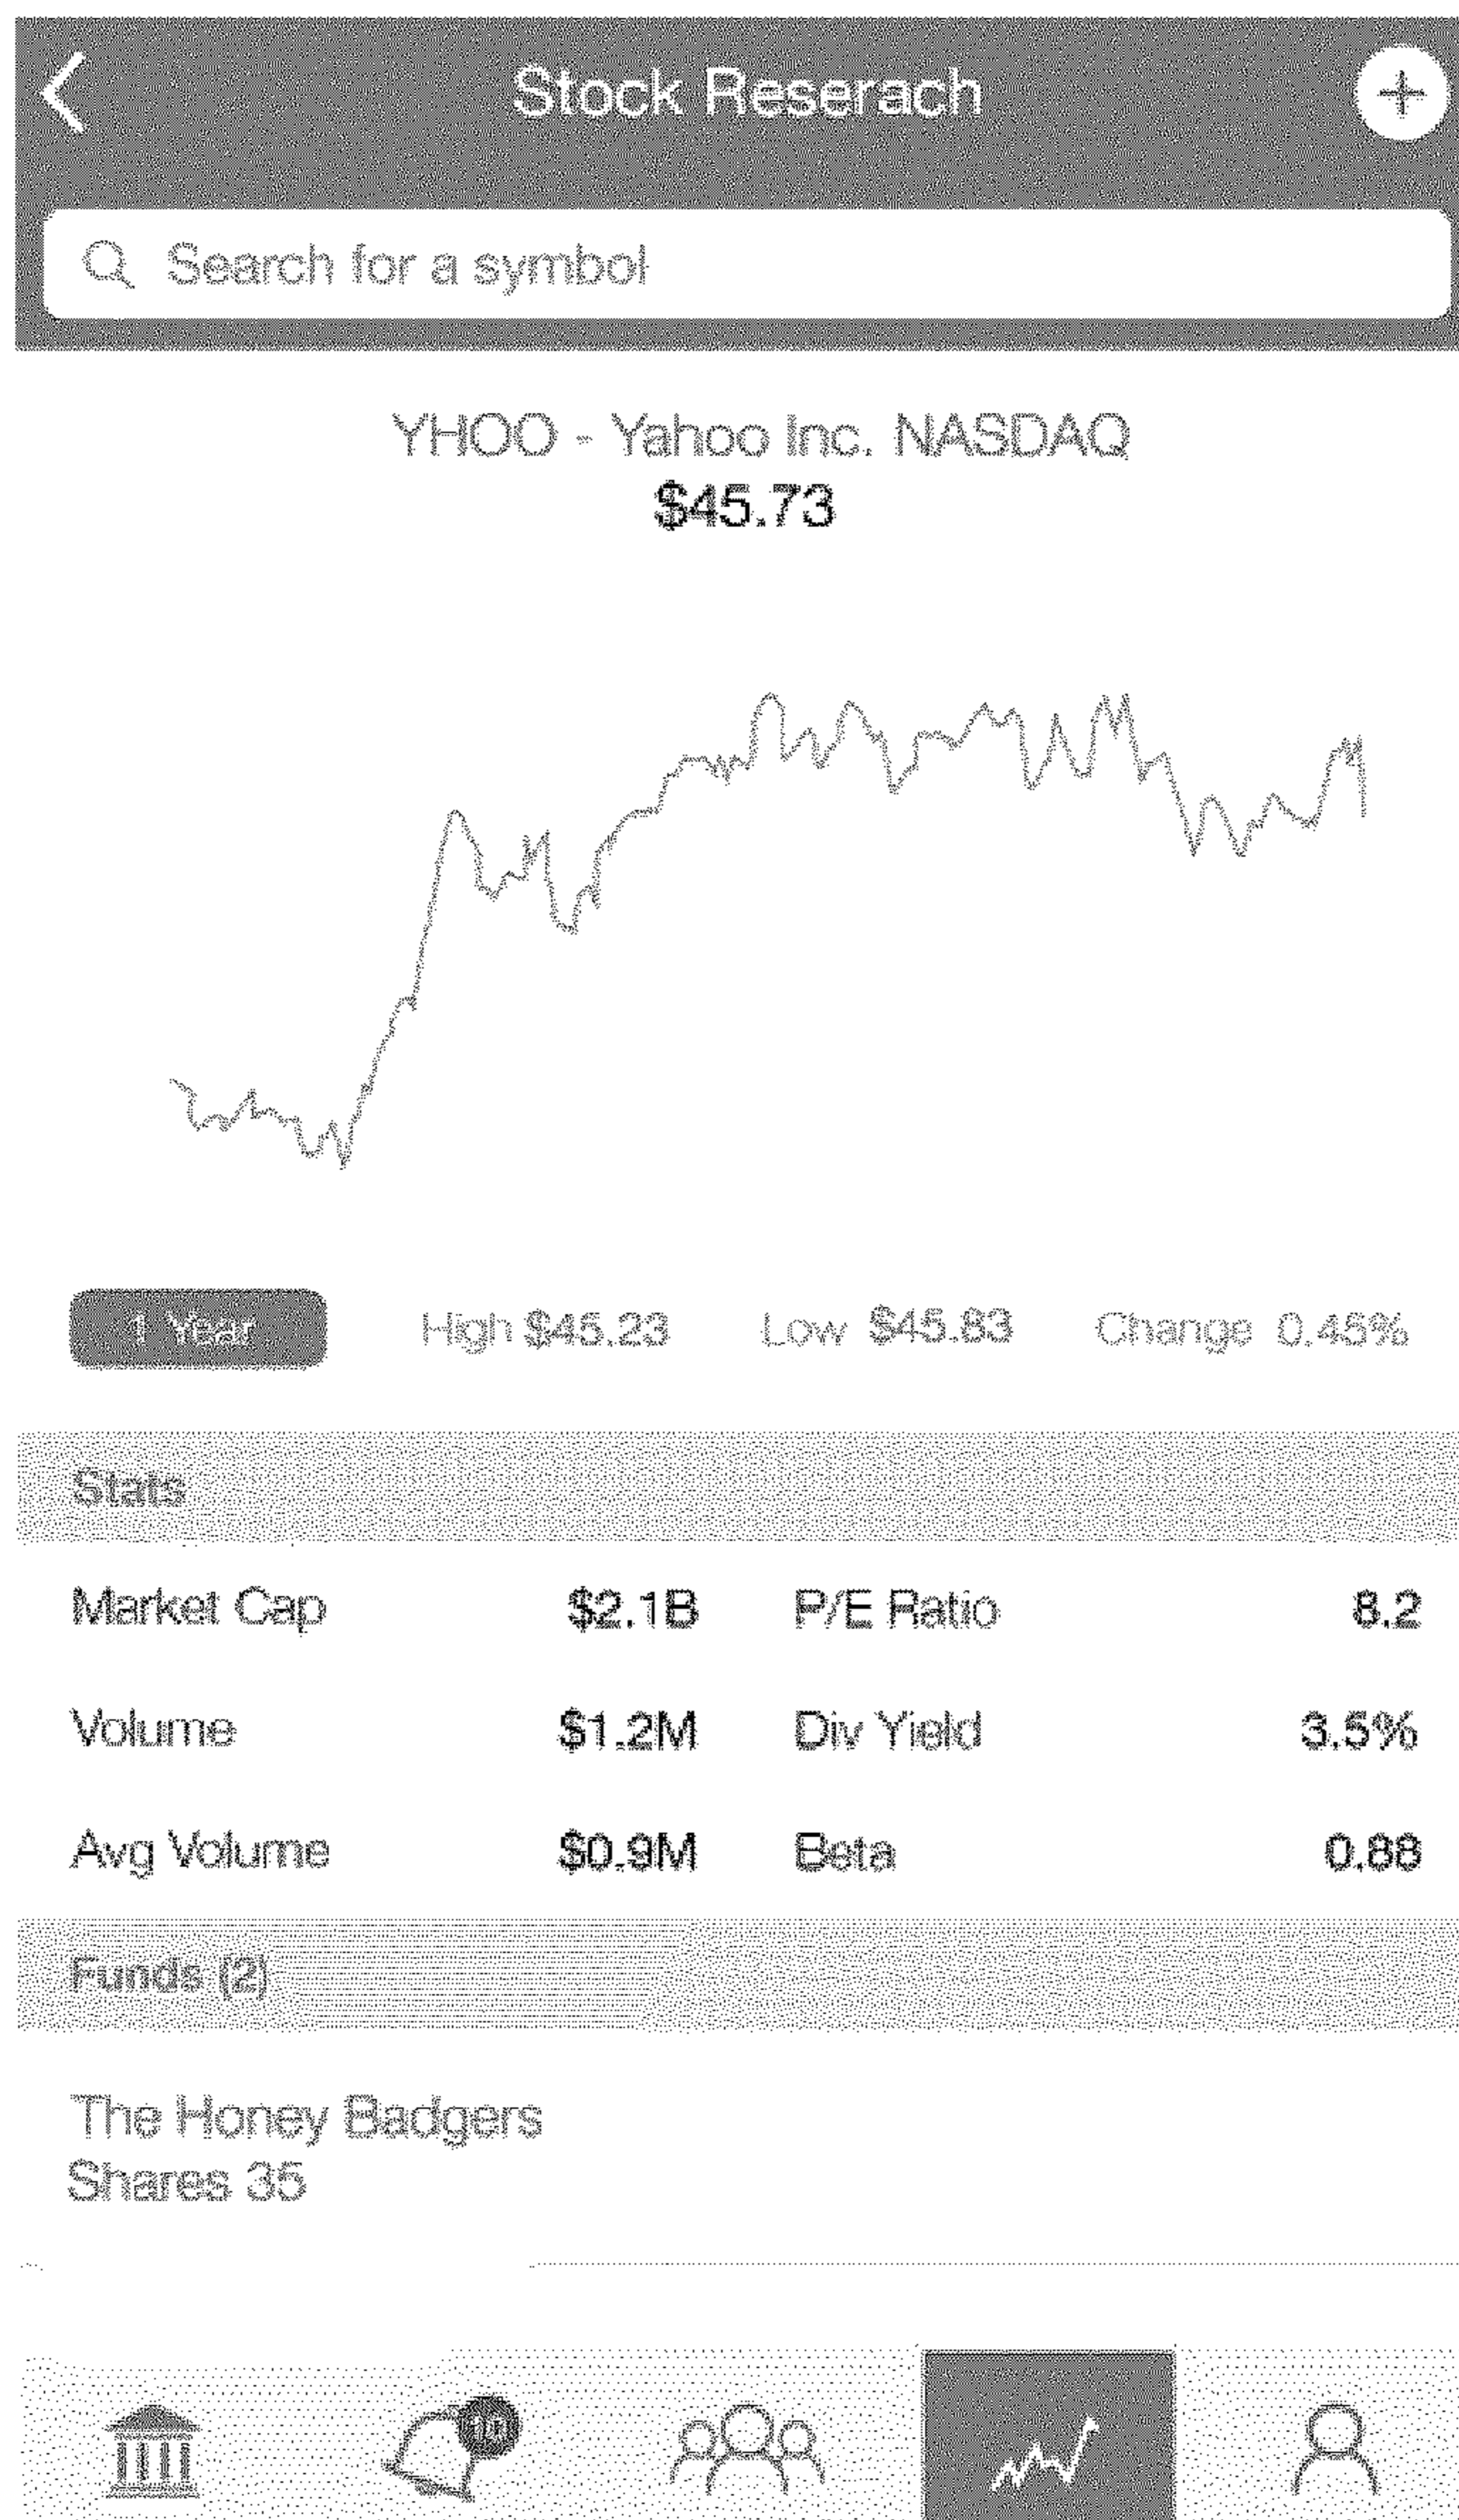 Stock Reserach
+
Search for a symbol
YHOO - Yahoo Inc. NASDAQ
$45.73
1 Year High $45.23 Low $45.83 Change 0.45%
Stats
Market Cap $2.1B P/E Ratio 8.2
Volume $1.2M Div Yield 3.5%
Avg Volume $0.9M Beta 0.88
Funds (2)
The Honey Badgers
Shares 35